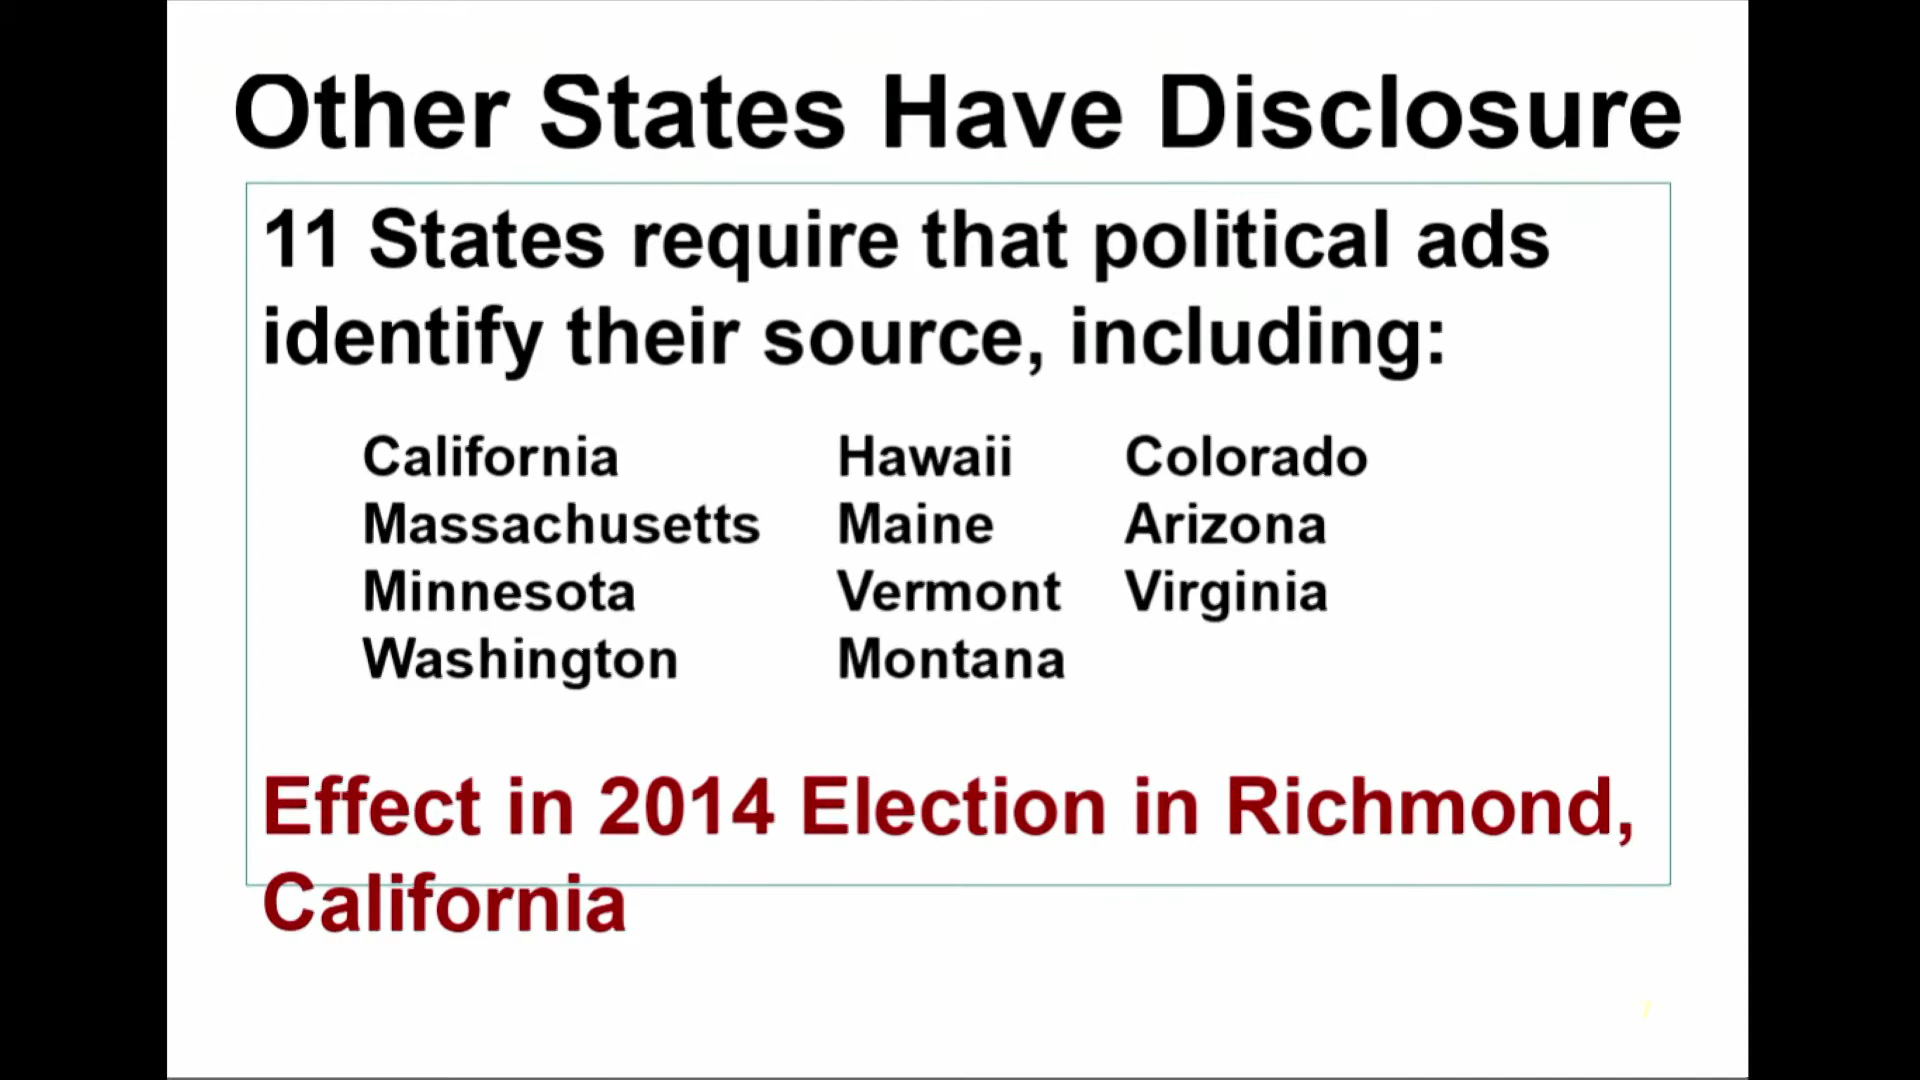 Other States Have Disclosure
11 States require that political ads
identify their source, including:
California Hawaii Colorado
Massachusetts Maine Arizona
Minnesota Vermont Virginia
Washington Montana
Effect in 2014 Election in Richmond,
California